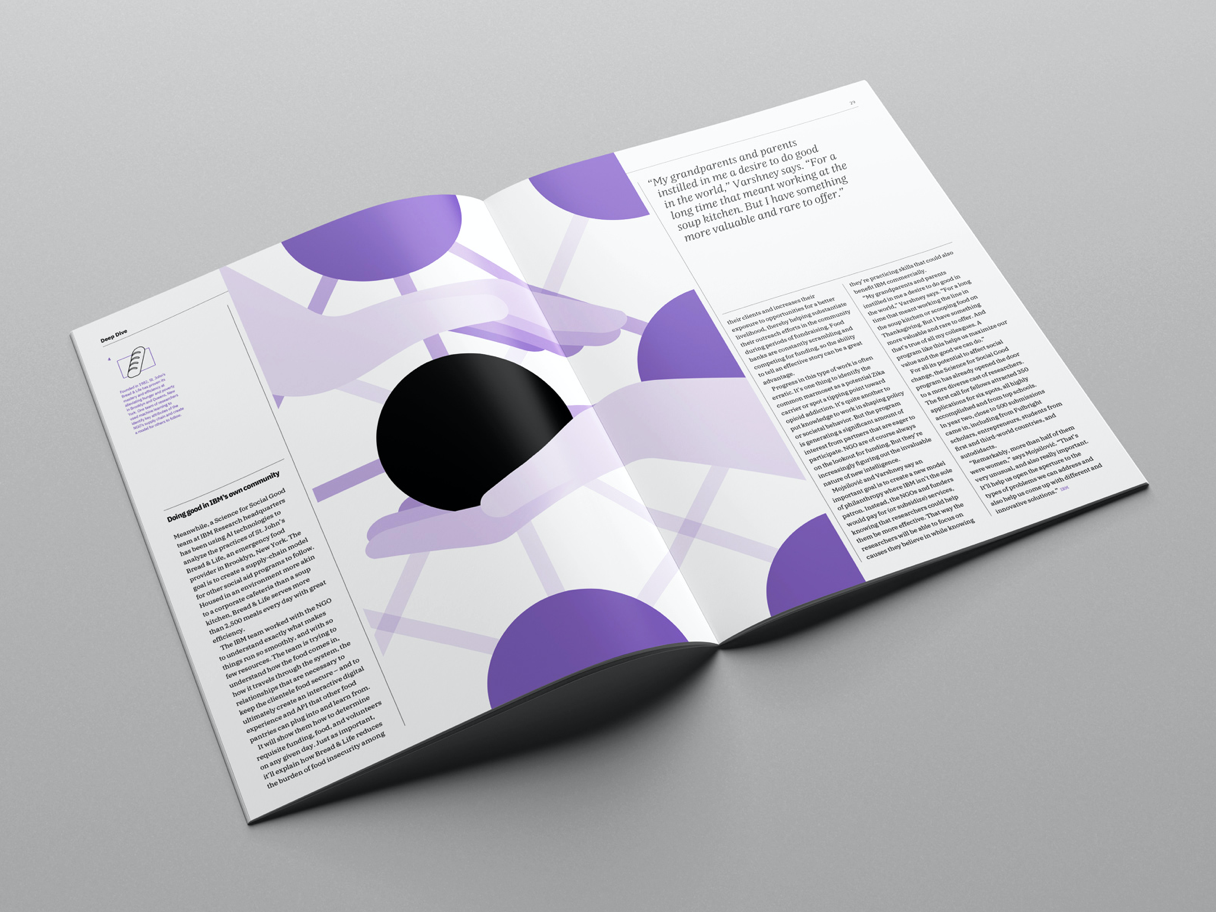 Deep Dive
Doing good in IBM's own community
Meanwhile, a Science for Social Good
team at IBM Research headquarters
has been using AI technologies to
analyze the practices of St. John's
Bread & Life, an emergency food
provider in Brooklyn, New York. The
goal is to create a supply-chain model
for other social aid programs to follow.
Housed in an environment more akin
to a corporate cafeteria than a soup
kitchen, Bread & Life serves more
than 2,500 meals every day with great
efficiency.
The IBM team worked with the NGO
to understand exactly what makes
things run so smoothly, and with so
few resources. The team is trying to
understand how the food comes in,
how it travels through the system, the
relationships that are necessary to
keep the clientele food secure – and to
ultimately create an interactive digital
experience and API that other food
pantries can plug into and learn from.
It will show them how to determine
requisite funding, food, and volunteers
on any given day. Just as important,
it'll explain how Bread & Life reduces
the burden of food insecurity among
“My grandparents and parents
instilled in me a desire to do good
in the world,” Varshney says. “For a
long time that meant working at the
soup kitchen. But I have something
more valuable and rare to offer.”
their clients and increases their
exposure to opportunities for a better
livelihood, thereby helping substantiate
their outreach efforts in the community
during periods of fundraising. Food
banks are constantly scrambling and
competing for funding, so the ability
to tell an effective story can be a great
advantage.
Progress in this type of work is often
erratic. It's one thing to identify the
common marmoset as a potential Zika
carrier or spot a tipping point toward
opioid addiction. It's quite another to
put knowledge to work in shaping policy
or societal behavior. But the program
is generating a significant amount of
interest from partners that are eager to
participate. NGO are of course always
on the lookout for funding. But they're
increasingly figuring out the invaluable
nature of new intelligence.
Mojsilović and Varshney say an
important goal is to create a new model
of philanthropy where IBM isn't the sole
patron. Instead, the NGOs and funders
would pay for (or subsidize) services,
knowing that researchers could help
them be more effective. That way the
researchers will be able to focus on
causes they believe in while knowing
they're practicing skills that could also
benefit IBM commercially.
“My grandparents and parents
instilled in me a desire to do good in
the world,” Varshney says. “For a long
time that meant working the line in
the soup kitchen or scooping food on
Thanksgiving. But I have something
more valuable and rare to offer. And
that's true of all my colleagues. A
program like this helps us maximize our
value and the good we can do.”
For all its potential to affect social
change, the Science for Social Good
program has already opened the door
to a more diverse cast of researchers.
The first call for fellows attracted 350
applications for six spots, all highly
accomplished and from top schools.
In year two, close to 500 submissions
came in, including from Fulbright
scholars, entrepreneurs, students from
first and third-world countries, and
autodidacts.
“Remarkably, more than half of them
were women,” says Mojsilović. “That's
very unusual, and also really important.
It'll help us open the aperture in the
types of problems we can address and
also help us come up with different and
innovative solutions.” IBM